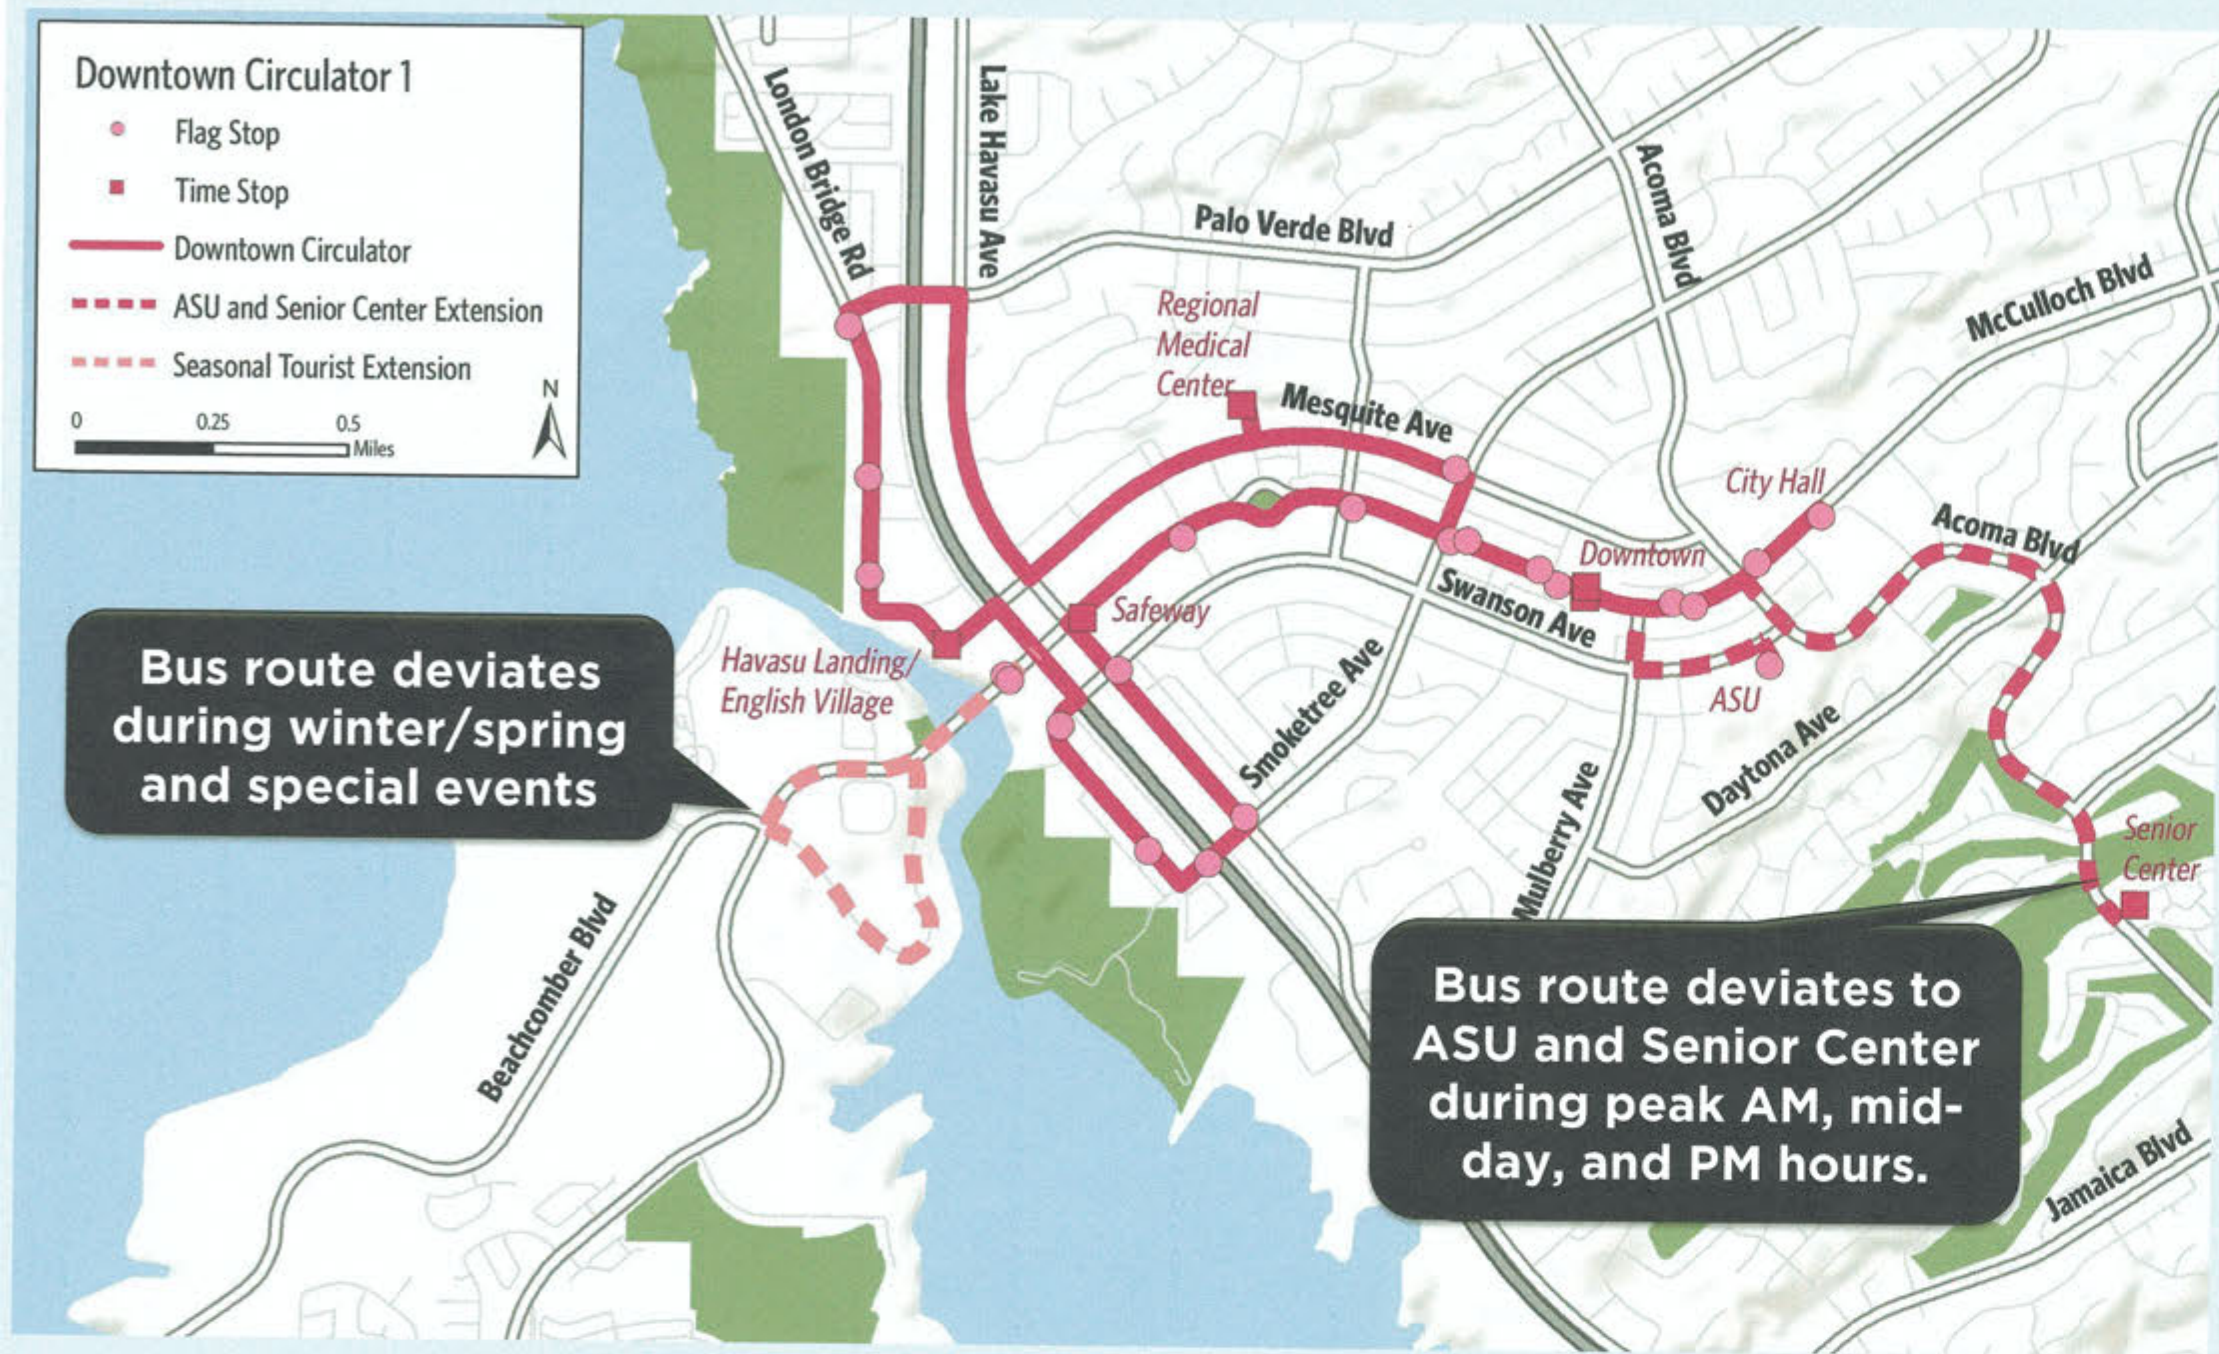 Downtown Circulator 1
Flag Stop
Time Stop
Downtown Circulator
ASU and Senior Center Extension
Seasonal Tourist Extension
N
0 0.25 0.5
Miles
London Bridge Rd
Lake Havasu Ave
Palo Verde Blvd
Acoma Blvd
McCulloch Blvd
Regional
Medical
Center
Mesquite Ave
City Hall
Acoma Blvd
Downtown
Swanson Ave
Safeway
Havasu Landing/
English Village
Smoketree Ave
ASU
Daytona Ave
Mulberry Ave
Senior
Center
Beachcomber Blvd
Jamaica Blvd
Bus route deviates
during winter/spring
and special events
Bus route deviates to
ASU and Senior Center
during peak AM, mid-
day, and PM hours.